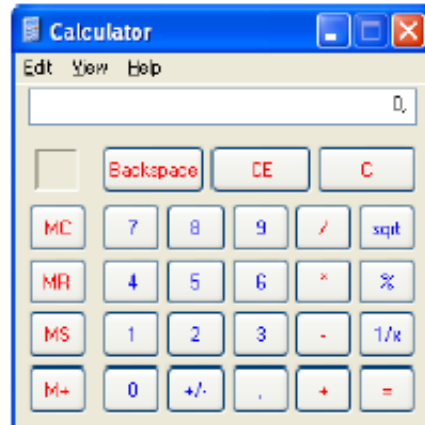 Calculator
Edit View Help
0,
Backspace CE C
MC 7 8 9 / sqrt
MR 4 5 6 * %
MS 1 2 3 - 1/x
M+ 0 +/- , + =